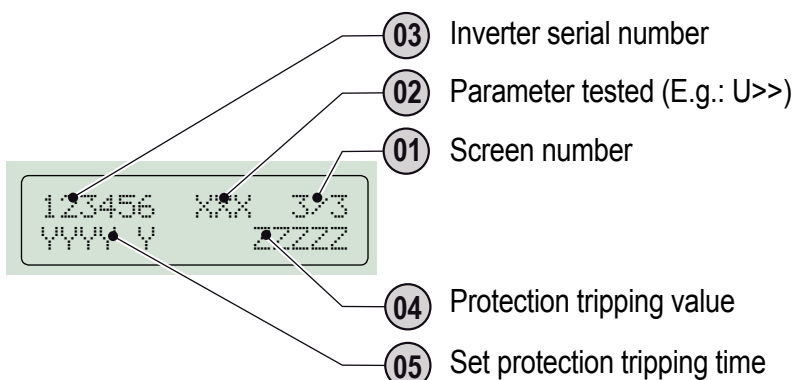 03 Inverter serial number
02 Parameter tested (E.g.: U>>)
01 Screen number
123456 XXX 3/3
YYYY Y ZZZZZ
04 Protection tripping value
05 Set protection tripping time